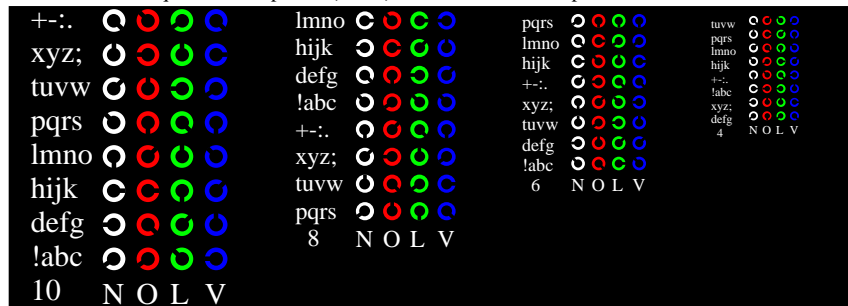 +-:.
xyz;
tuvw
pqrs
lmno
hijk
defg
!abc
10 N O L V
lmno
hijk
defg
!abc
+-:.
xyz;
tuvw
pqrs
8 N O L V
pqrs
lmno
hijk
+-:.
xyz;
tuvw
defg
!abc
6 N O L V
tuvw
pqrs
lmno
hijk
+-:.
!abc
xyz;
defg
4 N O L V